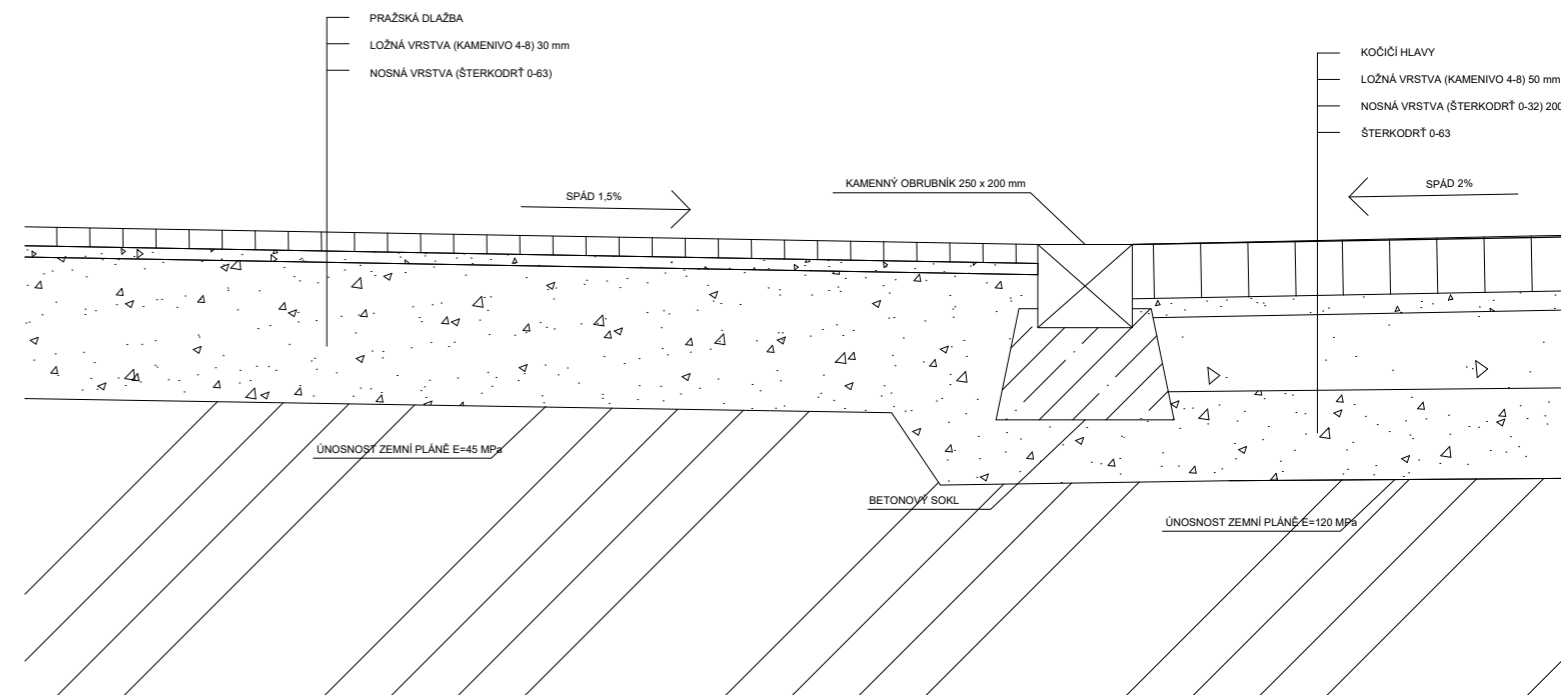 PRAŽSKÁ DLAŽBA
LOŽNÁ VRSTVA (KAMENIVO 4-8) 30 mm
NOSNÁ VRSTVA (ŠTERKODRŤ 0-63)
KOČIČÍ HLAVY
LOŽNÁ VRSTVA (KAMENIVO 4-8) 50 mm
NOSNÁ VRSTVA (ŠTERKODRŤ 0-32) 200
ŠTERKODRŤ 0-63
SPÁD 1,5%
KAMENNÝ OBRUBNÍK 250 x 200 mm
SPÁD 2%
ÚNOSNOST ZEMNÍ PLÁNĚ E=45 MPa
BETONOVÝ SOKL
ÚNOSNOST ZEMNÍ PLÁNĚ E=120 MPa